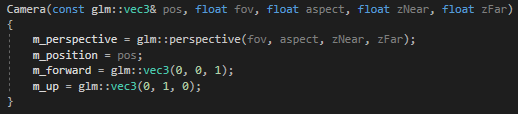 Camera(const glm::vec3& pos, float fov, float aspect, float zNear, float zFar)
{
    m_perspective = glm::perspective(fov, aspect, zNear, zFar);
    m_position = pos;
    m_forward = glm::vec3(0, 0, 1);
    m_up = glm::vec3(0, 1, 0);
}